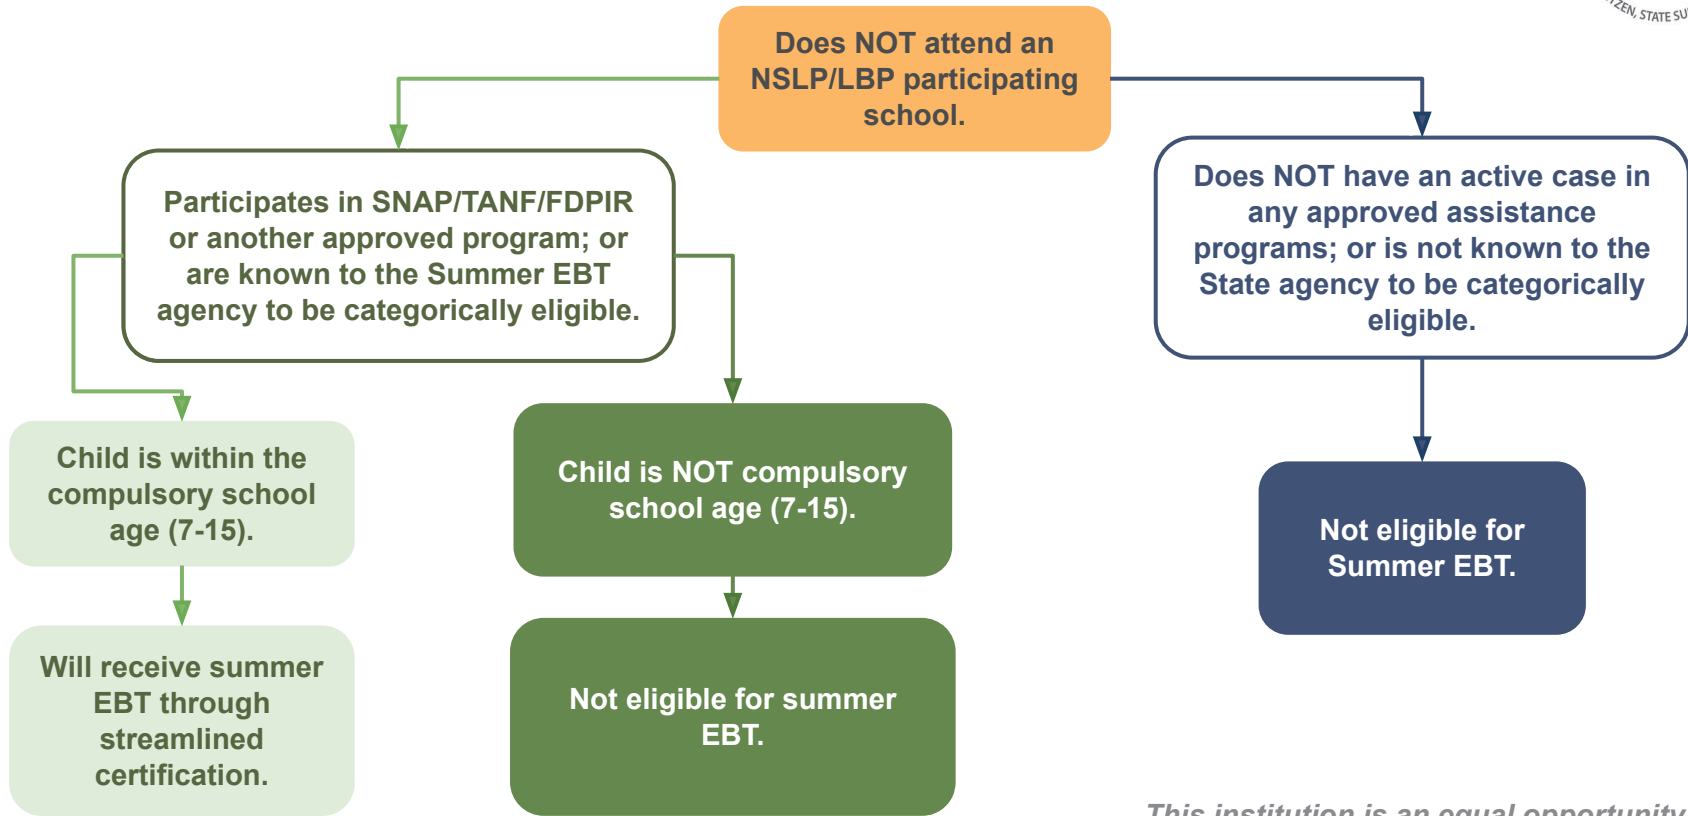 STATE SU
Does NOT attend an
NSLP/LBP participating
school.
Participates in SNAP/TANF/FDPIR
or another approved program; or
are known to the Summer EBT
agency to be categorically eligible.
Does NOT have an active case in
any approved assistance
programs; or is not known to the
State agency to be categorically
eligible.
Child is within the
compulsory school
age (7-15).
Child is NOT compulsory
school age (7-15).
Not eligible for
Summer EBT.
Will receive summer
EBT through
streamlined
certification.
Not eligible for summer
EBT.
This institution is an equal opportunity